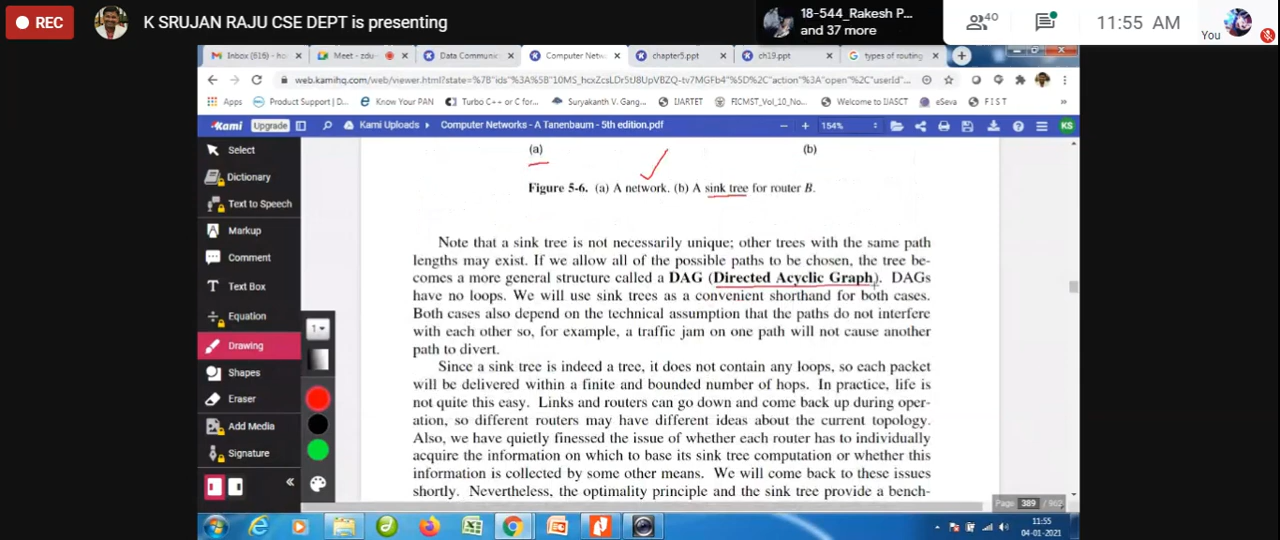 REC
K SRUJAN RAJU CSE DEPT is presenting
18-544_Rakesh P...
and 37 more
40
11:55 AM
You
Inbox (616) - ho
Meet - zdu-
Data Communi
Computer Netw
chapter5.ppt
ch19.ppt
types of routing
Apps
Product Support | D...
Know Your PAN
Turbo C++ or C for...
Suryakanth V. Gang...
IJARTET
FICMST_Vol_10_No...
Welcome to IJASCT
eSeva
F I S T
Kami
Upgrade
Kami Uploads
Computer Networks - A Tanenbaum - 5th edition.pdf
154%
KS
Select
Dictionary
Text to Speech
Markup
Comment
Text Box
Equation
Drawing
Shapes
Eraser
Add Media
Signature
1
(a)
(b)
Figure 5-6. (a) A network. (b) A sink tree for router B.
Note that a sink tree is not necessarily unique; other trees with the same path
lengths may exist. If we allow all of the possible paths to be chosen, the tree be-
comes a more general structure called a DAG (Directed Acyclic Graph). DAGs
have no loops. We will use sink trees as a convenient shorthand for both cases.
Both cases also depend on the technical assumption that the paths do not interfere
with each other so, for example, a traffic jam on one path will not cause another
path to divert.
Since a sink tree is indeed a tree, it does not contain any loops, so each packet
will be delivered within a finite and bounded number of hops. In practice, life is
not quite this easy. Links and routers can go down and come back up during oper-
ation, so different routers may have different ideas about the current topology.
Also, we have quietly finessed the issue of whether each router has to individually
acquire the information on which to base its sink tree computation or whether this
information is collected by some other means. We will come back to these issues
shortly. Nevertheless, the optimality principle and the sink tree provide a bench-
Page 389 / 962
11:55
04-01-2021